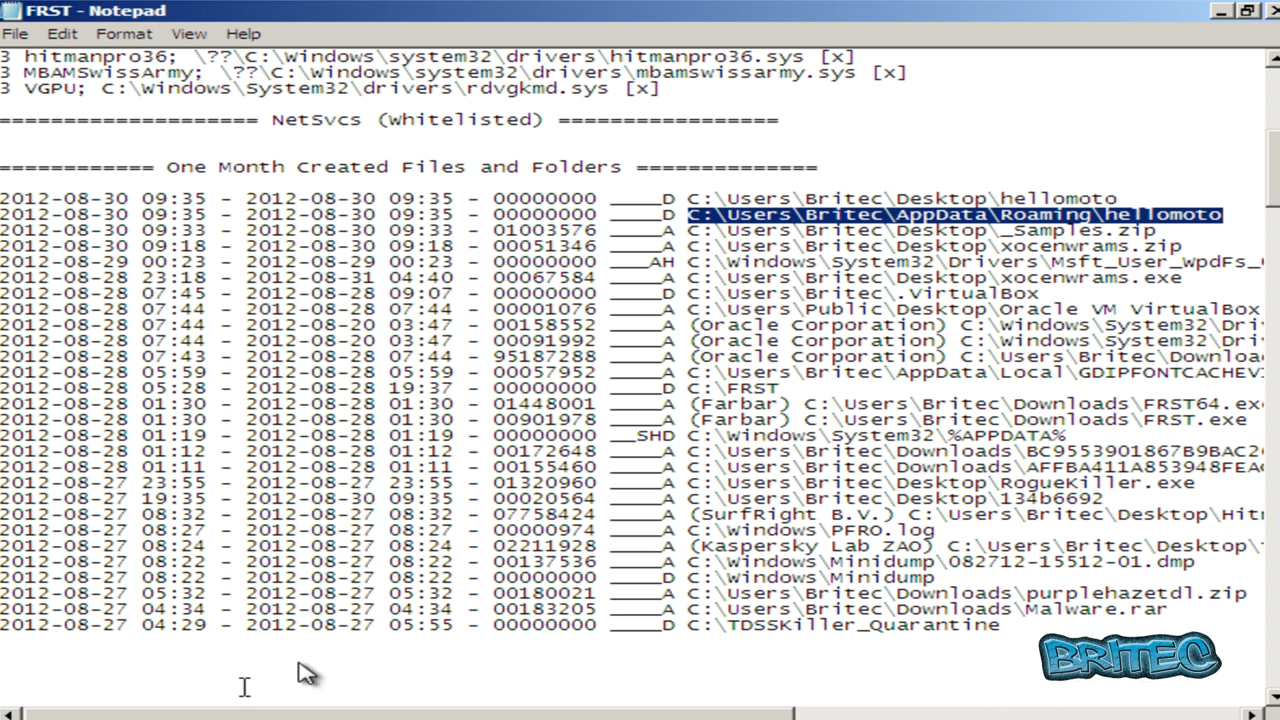 FRST - Notepad
File Edit Format View Help
3 hitmanpro36; \??\C:\Windows\system32\drivers\hitmanpro36.sys [x]
3 MBAMSwissArmy; \??\C:\Windows\system32\drivers\mbamswissarmy.sys [x]
3 VGPU; C:\Windows\System32\drivers\rdvgkmd.sys [x]
==================== NetSvcs (Whitelisted) =================
============ One Month Created Files and Folders ==============
2012-08-30 09:35 - 2012-08-30 09:35 - 00000000 ____D C:\Users\Britec\Desktop\hellomoto
2012-08-30 09:35 - 2012-08-30 09:35 - 00000000 ____D C:\Users\Britec\AppData\Roaming\hellomoto
2012-08-30 09:33 - 2012-08-30 09:33 - 01003576 ____A C:\Users\Britec\Desktop\_Samples.zip
2012-08-30 09:18 - 2012-08-30 09:18 - 00051346 ____A C:\Users\Britec\Desktop\xocenwrams.zip
2012-08-29 00:23 - 2012-08-29 00:23 - 00000000 ___AH C:\Windows\System32\Drivers\Msft_User_WpdFs_
2012-08-28 23:18 - 2012-08-31 04:40 - 00067584 ____A C:\Users\Britec\Desktop\xocenwrams.exe
2012-08-28 07:45 - 2012-08-28 09:07 - 00000000 ____D C:\Users\Britec\.VirtualBox
2012-08-28 07:44 - 2012-08-28 07:44 - 00001076 ____A C:\Users\Public\Desktop\Oracle VM VirtualBox
2012-08-28 07:44 - 2012-08-20 03:47 - 00158552 ____A (Oracle Corporation) C:\Windows\System32\Dri
2012-08-28 07:44 - 2012-08-20 03:47 - 00091992 ____A (Oracle Corporation) C:\Windows\System32\Dri
2012-08-28 07:43 - 2012-08-28 07:44 - 95187288 ____A (Oracle Corporation) C:\Users\Britec\Downloa
2012-08-28 05:59 - 2012-08-28 05:59 - 00057952 ____A C:\Users\Britec\AppData\Local\GDIPFONTCACHEV
2012-08-28 05:28 - 2012-08-28 19:37 - 00000000 ____D C:\FRST
2012-08-28 01:30 - 2012-08-28 01:30 - 01448001 ____A (Farbar) C:\Users\Britec\Downloads\FRST64.ex
2012-08-28 01:30 - 2012-08-28 01:30 - 00901978 ____A (Farbar) C:\Users\Britec\Downloads\FRST.exe
2012-08-28 01:19 - 2012-08-28 01:19 - 00000000 __SHD C:\Windows\System32\%APPDATA%
2012-08-28 01:12 - 2012-08-28 01:12 - 00172648 ____A C:\Users\Britec\Downloads\BC9553901867B9BAC2
2012-08-28 01:11 - 2012-08-28 01:11 - 00155460 ____A C:\Users\Britec\Downloads\AFFBA411A853948FEA
2012-08-27 23:55 - 2012-08-27 23:55 - 01320960 ____A C:\Users\Britec\Desktop\RogueKiller.exe
2012-08-27 19:35 - 2012-08-30 09:35 - 00020564 ____A C:\Users\Britec\Desktop\134b6692
2012-08-27 08:32 - 2012-08-27 08:32 - 07758424 ____A (SurfRight B.V.) C:\Users\Britec\Desktop\Hit
2012-08-27 08:27 - 2012-08-27 08:27 - 00000974 ____A C:\Windows\PFRO.log
2012-08-27 08:24 - 2012-08-27 08:24 - 02211928 ____A (Kaspersky Lab ZAO) C:\Users\Britec\Desktop\
2012-08-27 08:22 - 2012-08-27 08:22 - 00137536 ____A C:\Windows\Minidump\082712-15512-01.dmp
2012-08-27 08:22 - 2012-08-27 08:22 - 00000000 ____D C:\Windows\Minidump
2012-08-27 05:32 - 2012-08-27 05:32 - 00180021 ____A C:\Users\Britec\Downloads\purplehazetdl.zip
2012-08-27 04:34 - 2012-08-27 04:34 - 00183205 ____A C:\Users\Britec\Downloads\Malware.rar
2012-08-27 04:29 - 2012-08-27 05:55 - 00000000 ____D C:\TDSSKiller_Quarantine
BRITEC